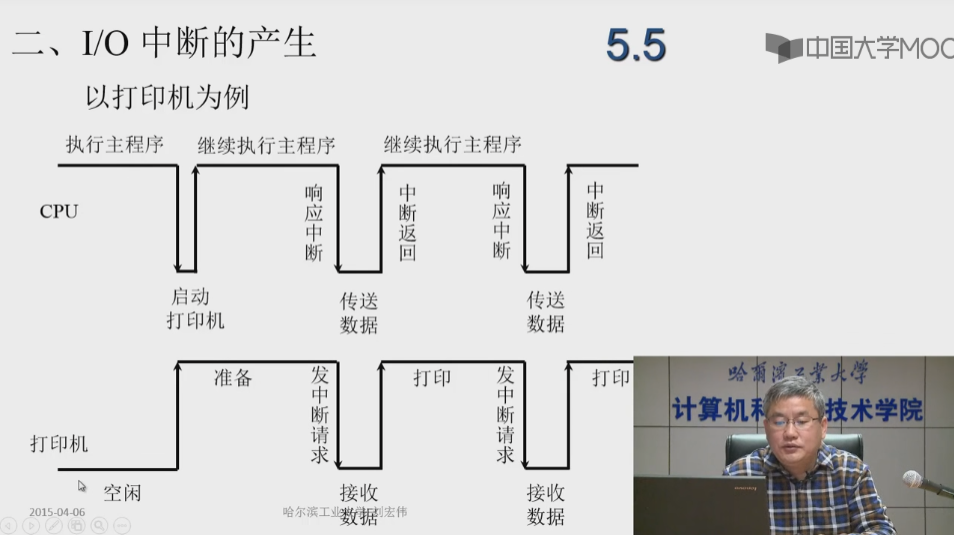 二、I/O 中断的产生
5.5
中国大学MOO
以打印机为例
执行主程序 继续执行主程序 继续执行主程序
CPU
响应中断
中断返回
响应中断
中断返回
启动
打印机
传送
数据
传送
数据
打印机
准备
发中断请求
打印
发中断请求
打印
空闲
接收
数据
接收
数据
2015-04-06
哈尔滨工业大学 刘宏伟
哈尔滨工业大学
计算机科 技术学院